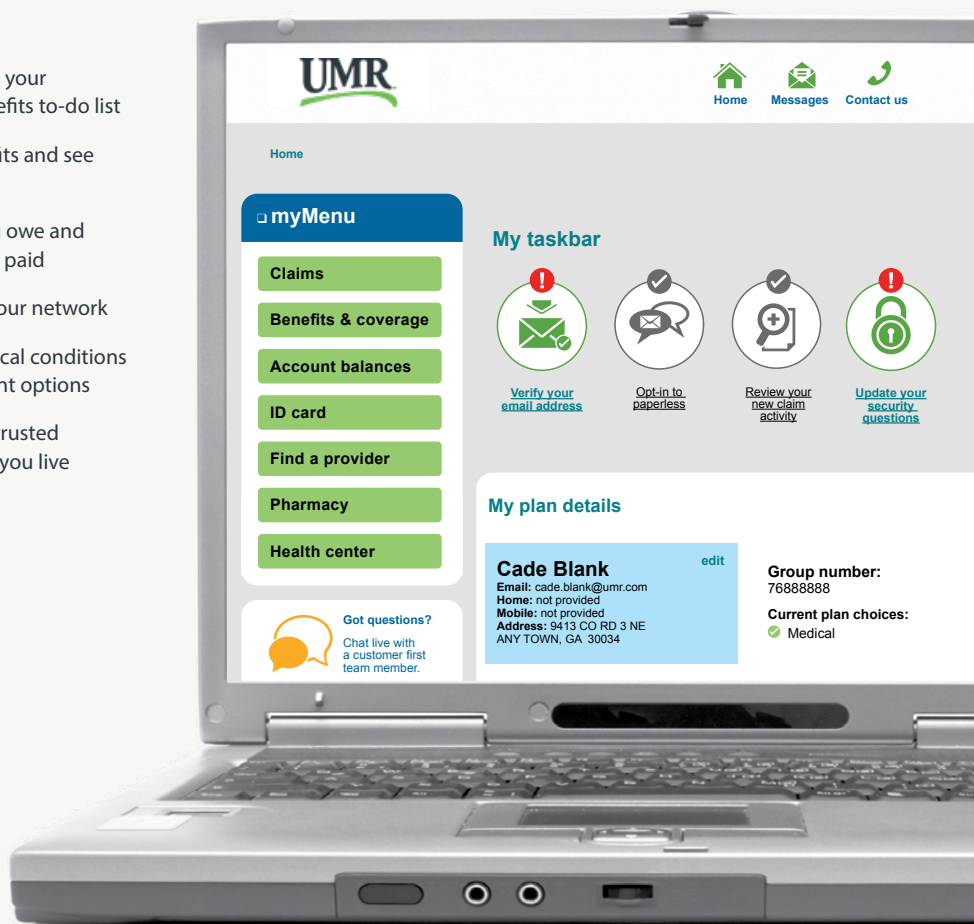 your
efits to-do list
its and see
owe and
paid
our network
ical conditions
nt options
rusted
you live
UMR
Home
Messages
Contact us
Home
myMenu
Claims
Benefits & coverage
Account balances
ID card
Find a provider
Pharmacy
Health center
Got questions?
Chat live with
a customer first
team member.
My taskbar
Verify your
email address
Opt-in to
paperless
Review your
new claim
activity
Update your
security
questions
My plan details
Cade Blank
edit
Email: cade.blank@umr.com
Home: not provided
Mobile: not provided
Address: 9413 CO RD 3 NE
ANY TOWN, GA 30034
Group number:
76888888
Current plan choices:
Medical